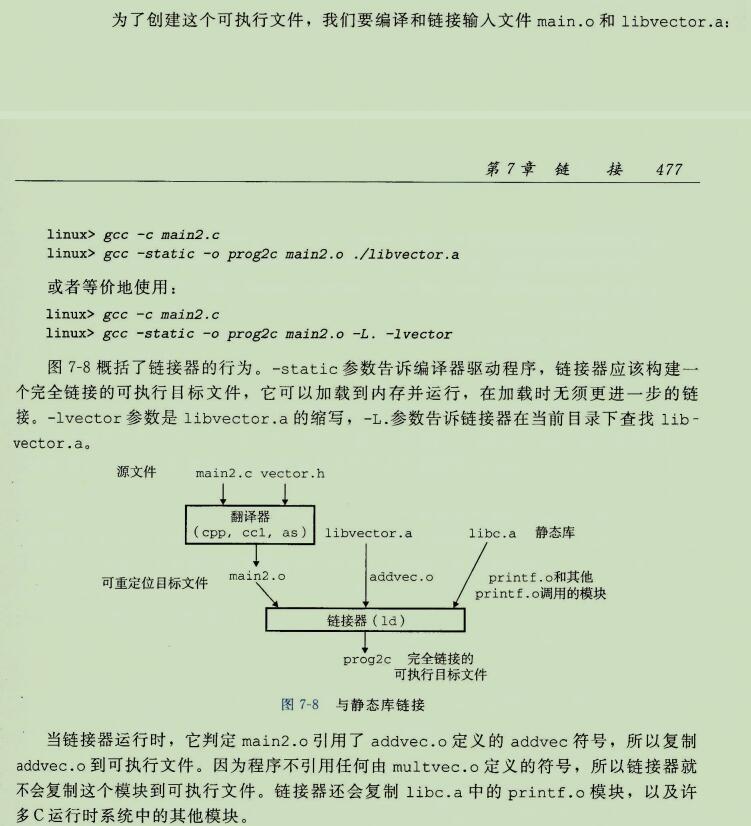 为了创建这个可执行文件，我们要编译和链接输入文件 main.o 和 libvector.a：
第7章 链 接 477
linux> gcc -c main2.c
linux> gcc -static -o prog2c main2.o ./libvector.a
或者等价地使用：
linux> gcc -c main2.c
linux> gcc -static -o prog2c main2.o -L. -lvector
图 7-8 概括了链接器的行为。-static 参数告诉编译器驱动程序，链接器应该构建一
个完全链接的可执行目标文件，它可以加载到内存并运行，在加载时无须更进一步的链
接。-lvector 参数是 libvector.a 的缩写，-L.参数告诉链接器在当前目录下查找 lib-
vector.a。
源文件 main2.c vector.h
翻译器
(cpp, cc1, as) libvector.a libc.a 静态库
可重定位目标文件 main2.o addvec.o printf.o和其他
printf.o调用的模块
链接器(ld)
prog2c 完全链接的
可执行目标文件
图 7-8 与静态库链接
当链接器运行时，它判定 main2.o 引用了 addvec.o 定义的 addvec 符号，所以复制
addvec.o 到可执行文件。因为程序不引用任何由 multvec.o 定义的符号，所以链接器就
不会复制这个模块到可执行文件。链接器还会复制 libc.a 中的 printf.o 模块，以及许
多 C 运行时系统中的其他模块。